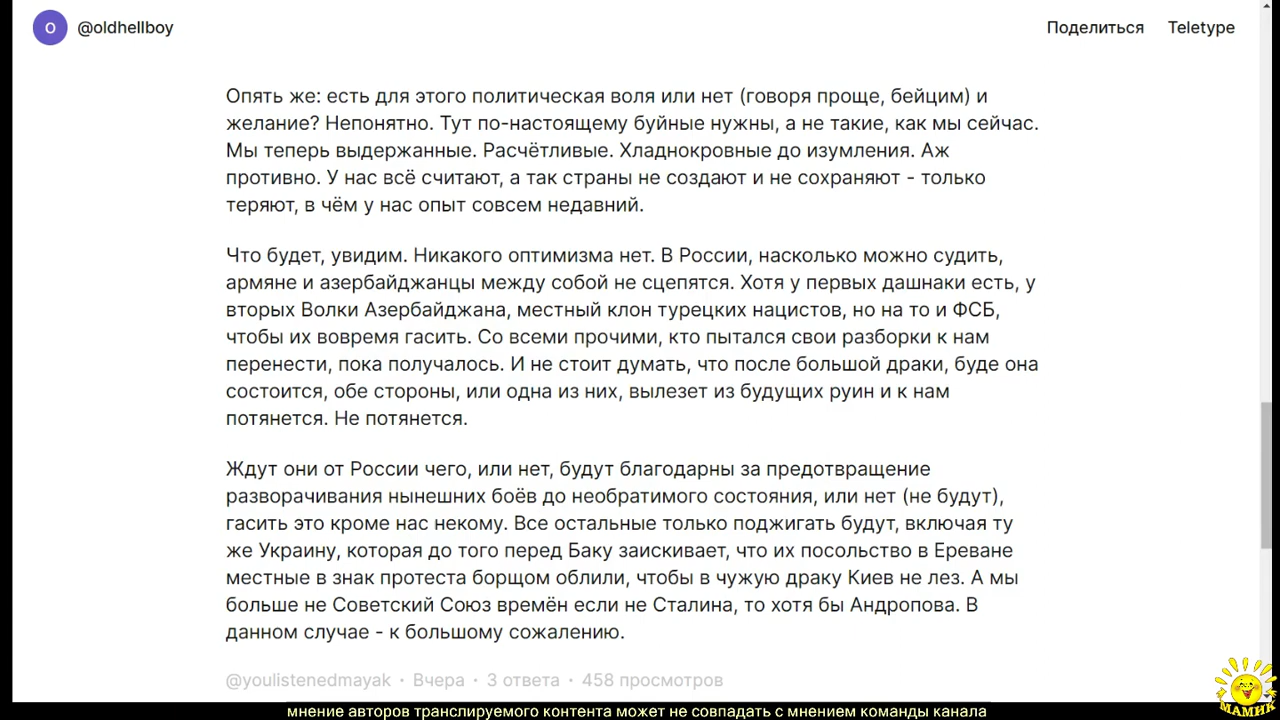 O
@oldhellboy
Поделиться
Teletype
Опять же: есть для этого политическая воля или нет (говоря проще, бейцим) и
желание? Непонятно. Тут по-настоящему буйные нужны, а не такие, как мы сейчас.
Мы теперь выдержанные. Расчётливые. Хладнокровные до изумления. Аж
противно. У нас всё считают, а так страны не создают и не сохраняют - только
теряют, в чём у нас опыт совсем недавний.
Что будет, увидим. Никакого оптимизма нет. В России, насколько можно судить,
армяне и азербайджанцы между собой не сцепятся. Хотя у первых дашнаки есть, у
вторых Волки Азербайджана, местный клон турецких нацистов, но на то и ФСБ,
чтобы их вовремя гасить. Со всеми прочими, кто пытался свои разборки к нам
перенести, пока получалось. И не стоит думать, что после большой драки, буде она
состоится, обе стороны, или одна из них, вылезет из будущих руин и к нам
потянется. Не потянется.
Ждут они от России чего, или нет, будут благодарны за предотвращение
разворачивания нынешних боёв до необратимого состояния, или нет (не будут),
гасить это кроме нас некому. Все остальные только поджигать будут, включая ту
же Украину, которая до того перед Баку заискивает, что их посольство в Ереване
местные в знак протеста борщом облили, чтобы в чужую драку Киев не лез. А мы
больше не Советский Союз времён если не Сталина, то хотя бы Андропова. В
данном случае - к большому сожалению.
@youlistenedmayak · Вчера · 3 ответа · 458 просмотров
МАМИК
мнение авторов транслируемого контента может не совпадать с мнением команды канала